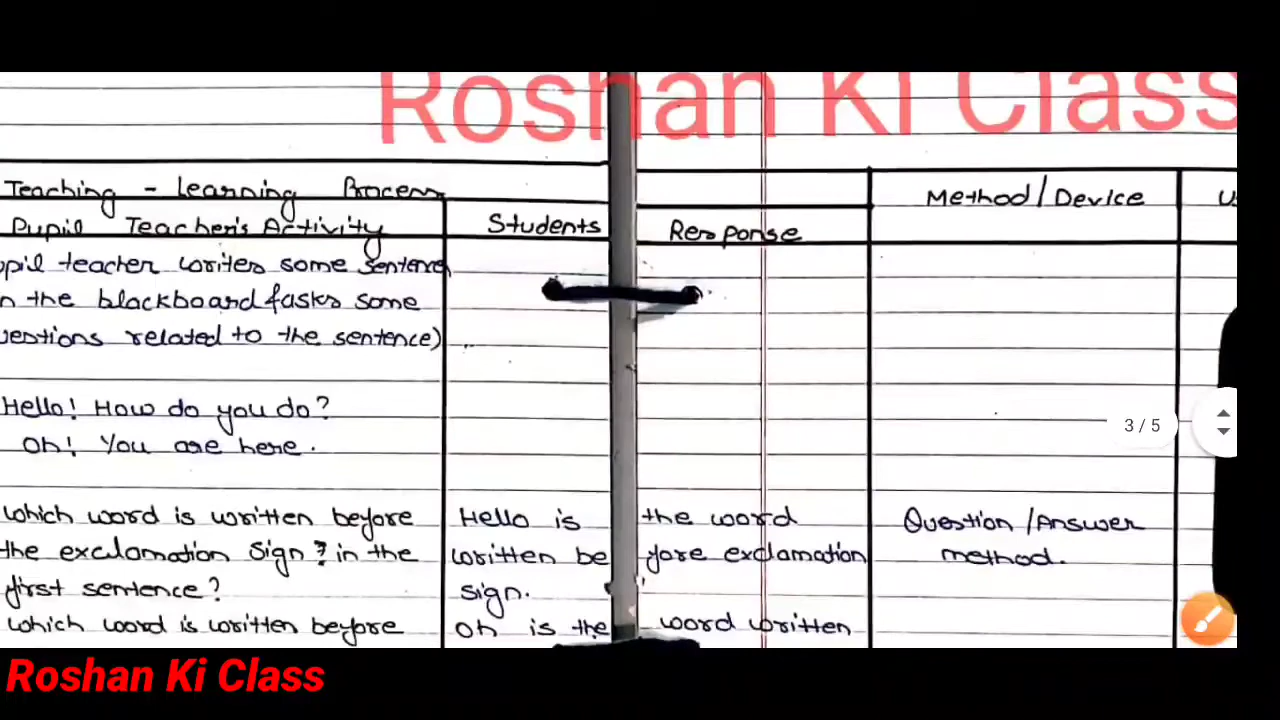 Roshan Ki Class
Teaching - Learning Process
Method/Device
Pupil Teacher's Activity
Students Response
pupil teacher writes some sentence
n the blackboard & asks some
uestions related to the sentence)
Hello! How do you do?
Oh! You are here.
which word is written before
the exclamation sign? in the
first sentence?
Hello is the word
written before exclamation
sign.
Question/Answer
method.
which word is written before
Oh is the word written
3 / 5
Roshan Ki Class